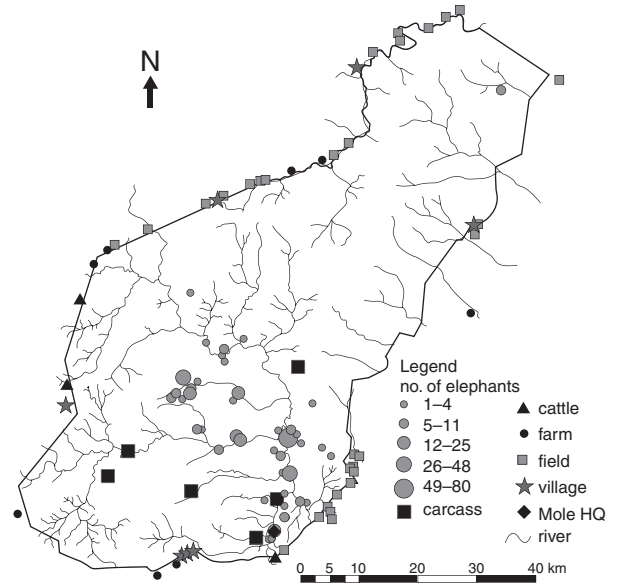 N
Legend
no. of elephants
1–4
5–11
12–25
26–48
49–80
carcass
cattle
farm
field
village
Mole HQ
river
0 5 10 20 30 40 km